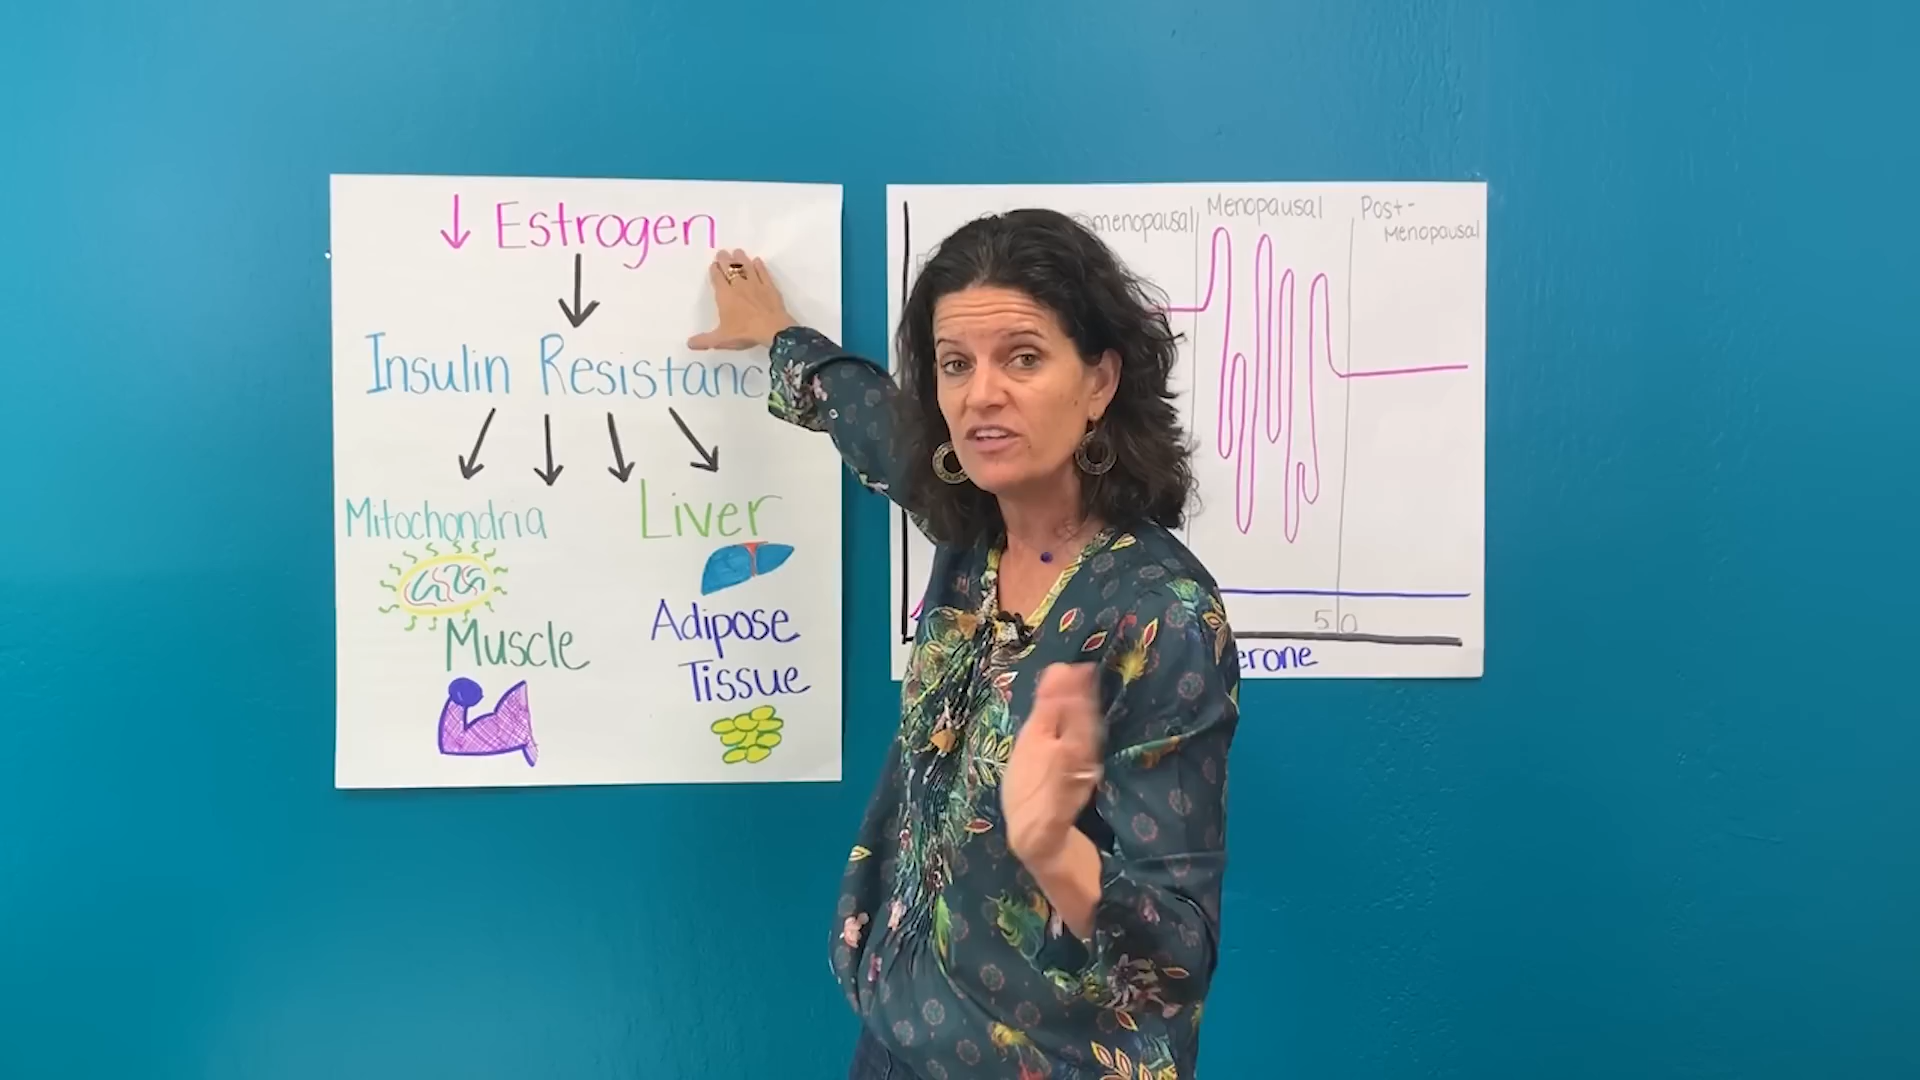 ↓ Estrogen
Insulin Resistanc
Mitochondria
Liver
Muscle
Adipose
Tissue
menopausal
Menopausal
Post-
Menopausal
50
erone